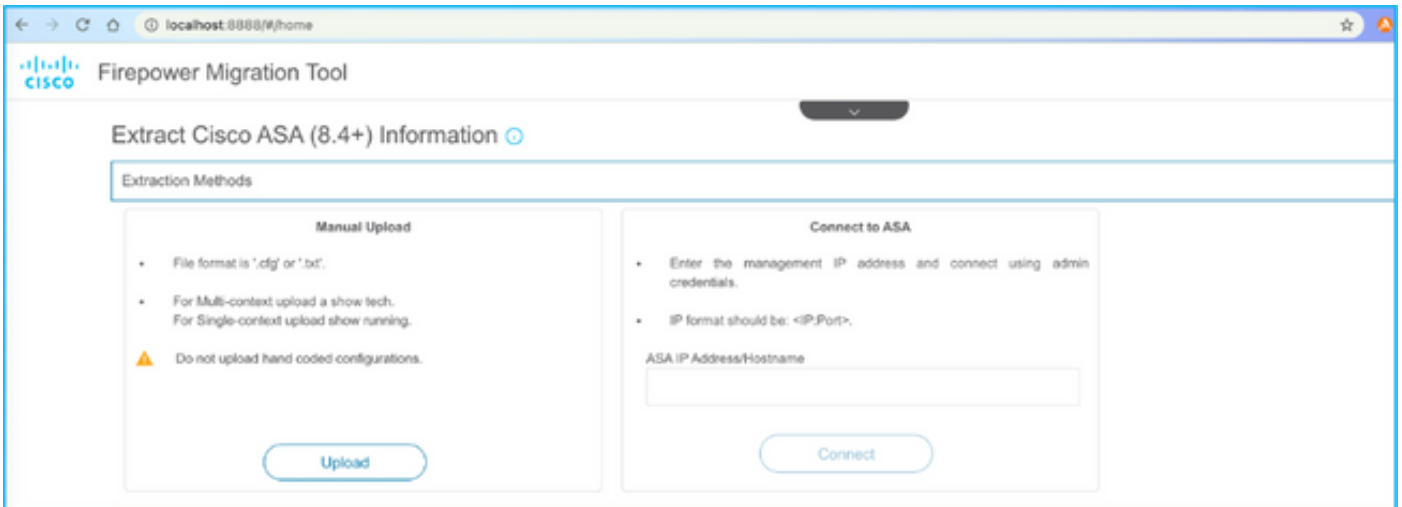 localhost:8888/#/home
CISCO
Firepower Migration Tool
Extract Cisco ASA (8.4+) Information
Extraction Methods
Manual Upload
File format is '.cfg' or '.txt'.
For Multi-context upload a show tech.
For Single-context upload show running.
Do not upload hand coded configurations.
Upload
Connect to ASA
Enter the management IP address and connect using admin
credentials.
IP format should be: <IP:Port>.
ASA IP Address/Hostname
Connect